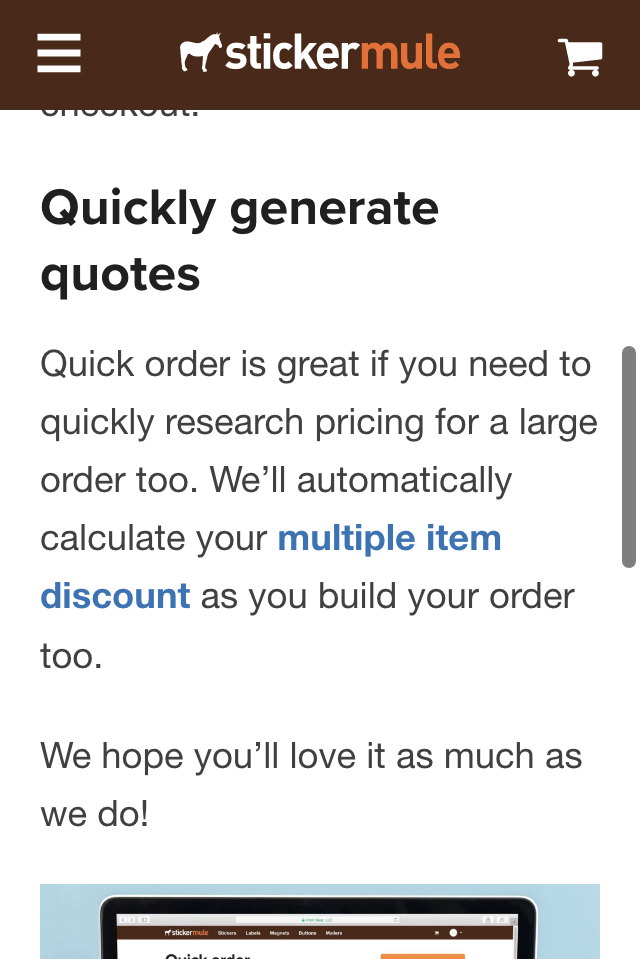 stickermule
checkout.
Quickly generate
quotes
Quick order is great if you need to
quickly research pricing for a large
order too. We’ll automatically
calculate your multiple item
discount as you build your order
too.
We hope you’ll love it as much as
we do!
stickermule Stickers Labels Magnets Buttons Mailers
Quick order